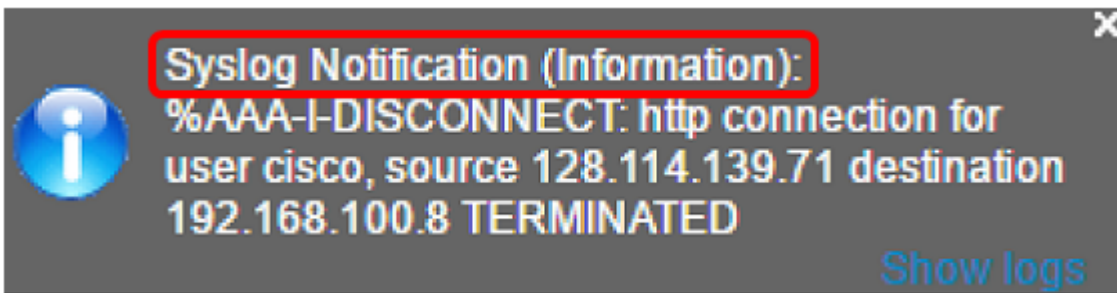 Syslog Notification (Information):
%AAA-I-DISCONNECT: http connection for
user cisco, source 128.114.139.71 destination
192.168.100.8 TERMINATED
Show logs